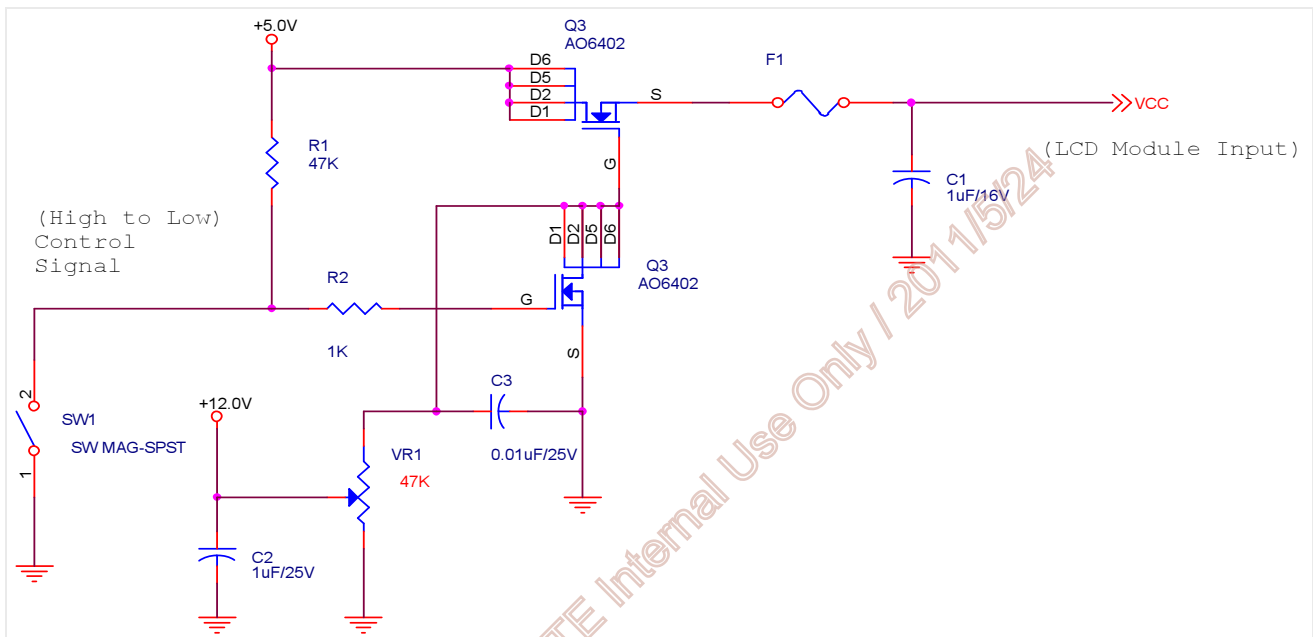 +5.0V
Q3
AO6402
D6
D5
D2
D1
S
G
F1
VCC
(LCD Module Input)
R1
47K
C1
1uF/16V
(High to Low)
Control
Signal
D1
D2
D5
D6
Q3
AO6402
R2
1K
G
S
2
1
SW1
SW MAG-SPST
+12.0V
C3
0.01uF/25V
VR1
47K
C2
1uF/25V
TE Internal Use Only / 2011/5/24